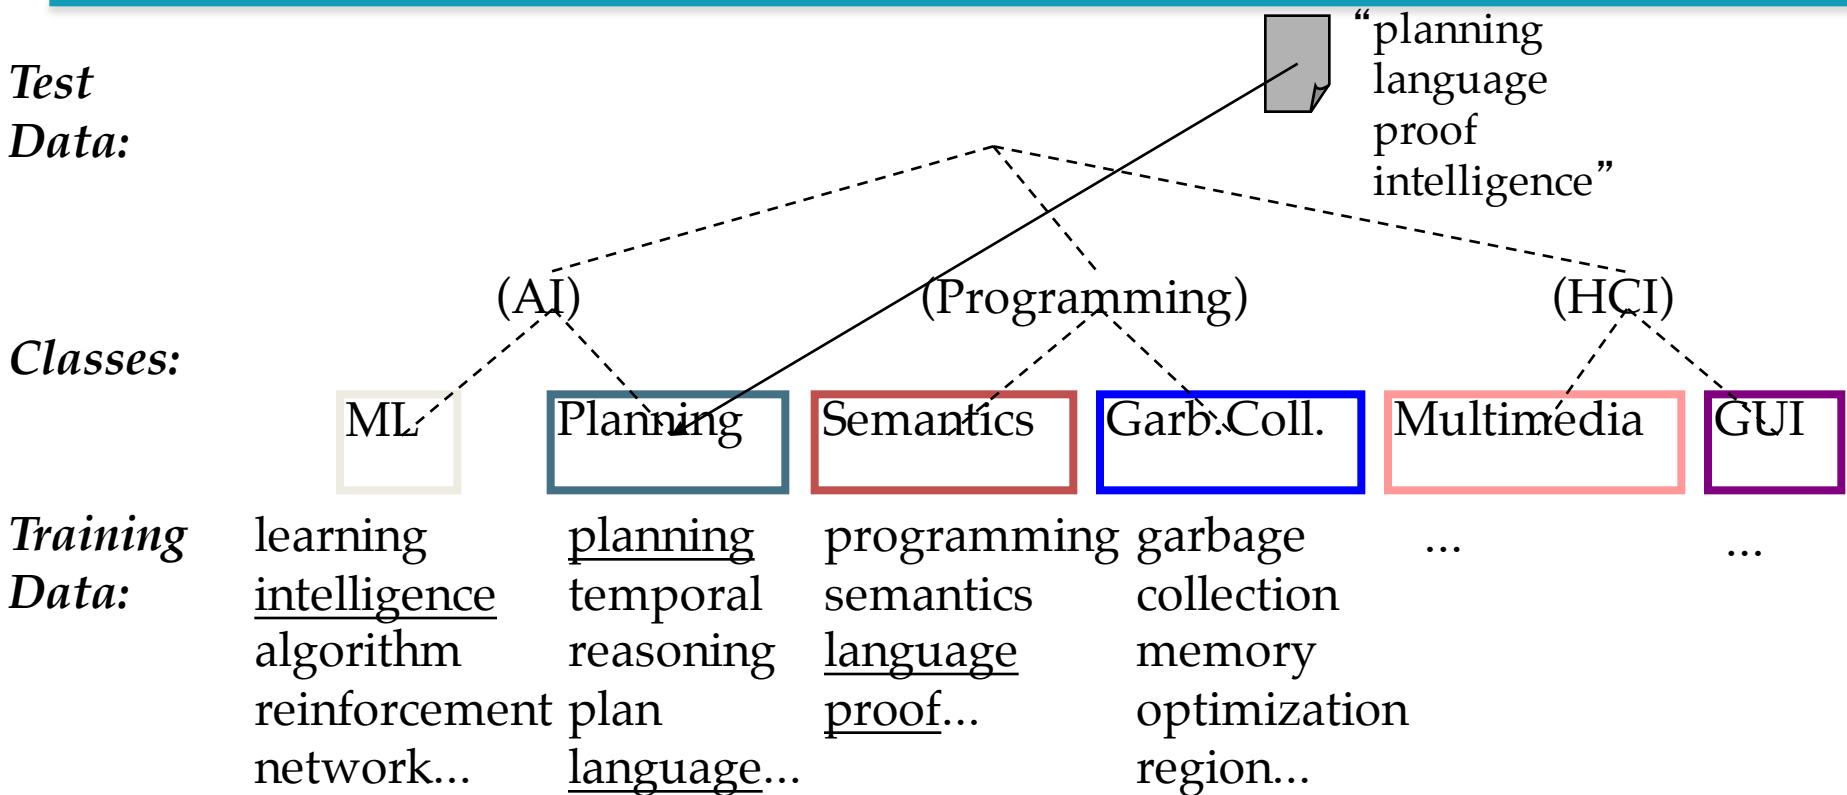 Test
Data:
“planning
language
proof
intelligence”
(AI)
(Programming)
(HCI)
Classes:
ML
Planning
Semantics
Garb.Coll.
Multimedia
GUI
Training
Data:
learning
intelligence
algorithm
reinforcement
network...
planning
temporal
reasoning
plan
language...
programming
semantics
language
proof...
garbage
collection
memory
optimization
region...
...
...